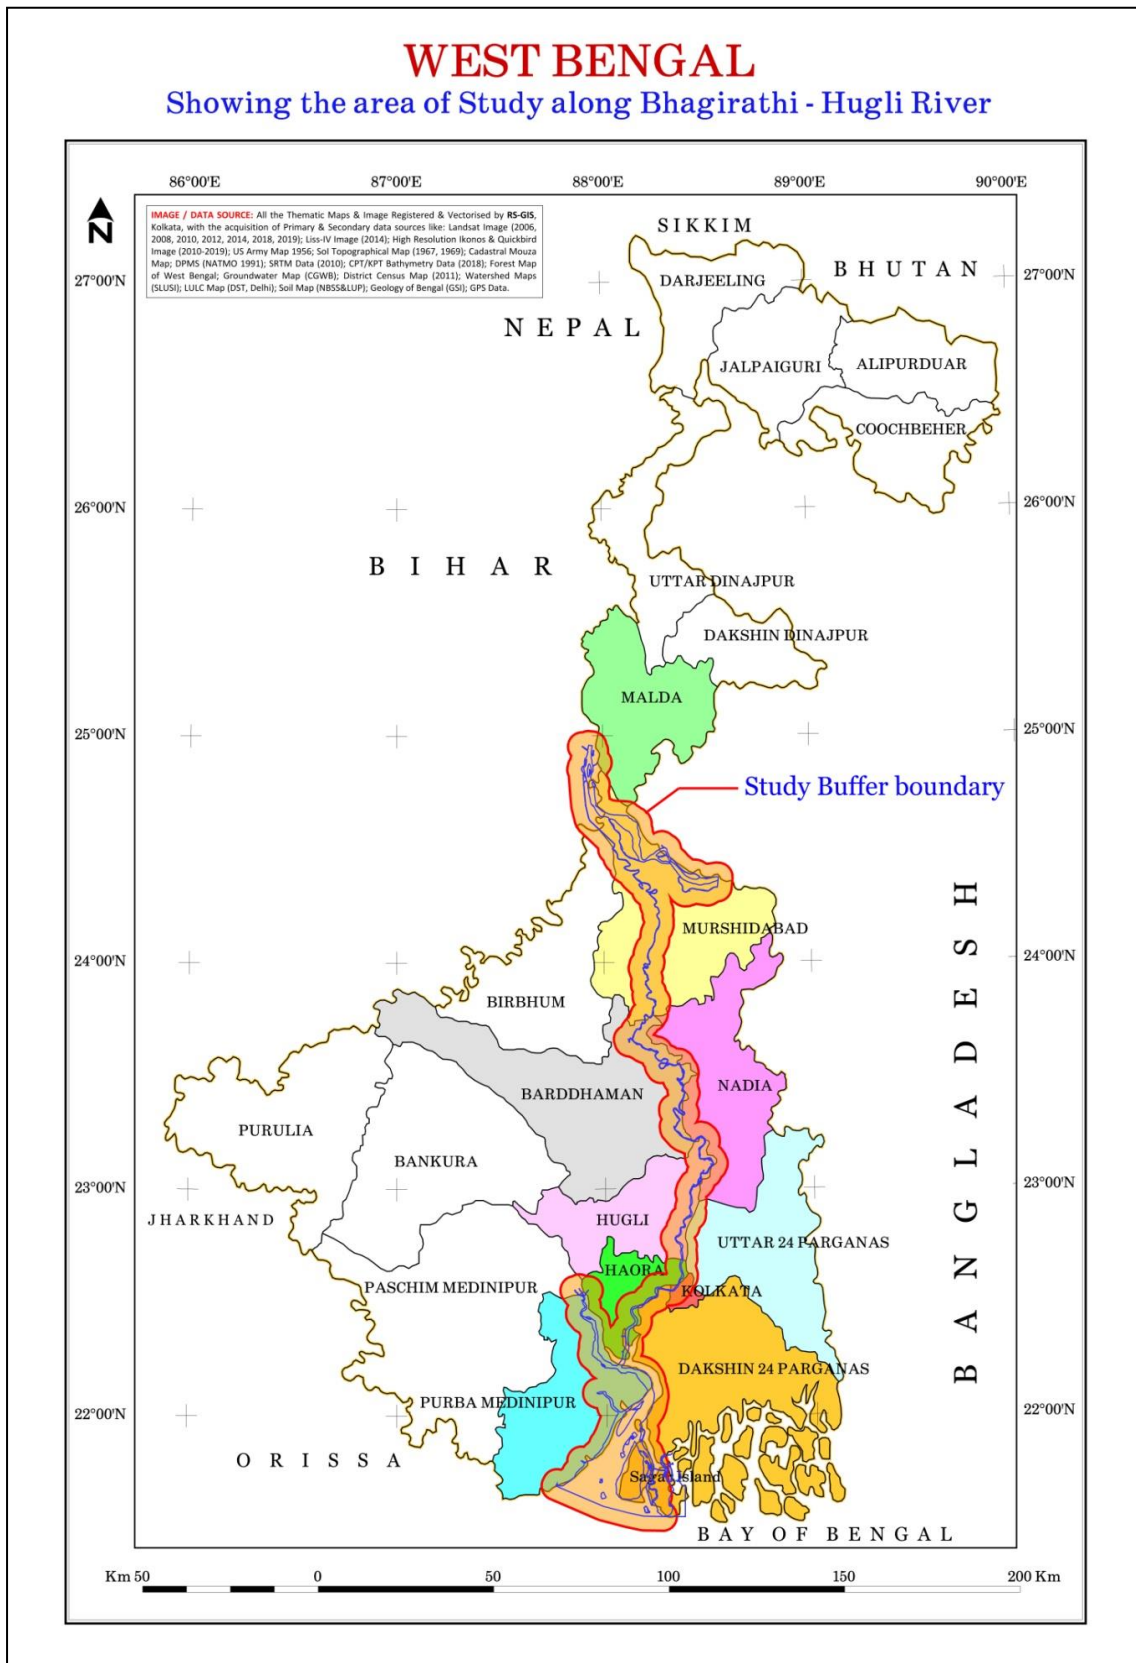 WEST BENGAL
Showing the area of Study along Bhagirathi - Hugli River
86°00'E 87°00'E 88°00'E 89°00'E 90°00'E
N
IMAGE / DATA SOURCE: All the Thematic Maps & Image Registered & Vectorised by RS-GIS,
Kolkata, with the acquisition of Primary & Secondary data sources like: Landsat Image (2006,
2008, 2010, 2012, 2014, 2018, 2019); Liss-IV Image (2014); High Resolution Ikonos & Quickbird
Image (2010-2019); US Army Map 1956; SoI Topographical Map (1967, 1969); Cadastral Mouza
Map; DPMS (NATMO 1991); SRTM Data (2010); CPT/KPT Bathymetry Data (2018); Forest Map
of West Bengal; Groundwater Map (CGWB); District Census Map (2011); Watershed Maps
(SLUSI); LULC Map (DST, Delhi); Soil Map (NBSS&LUP); Geology of Bengal (GSI); GPS Data.
SIKKIM
BHUTAN
27°00'N
DARJEELING
27°00'N
NEPAL
JALPAIGURI
ALIPURDUAR
COOCHBEHER
26°00'N
26°00'N
BIHAR
UTTAR DINAJPUR
DAKSHIN DINAJPUR
MALDA
25°00'N
25°00'N
Study Buffer boundary
BANGLADESH
MURSHIDABAD
24°00'N
24°00'N
BIRBHUM
BARDDHAMAN
NADIA
PURULIA
BANKURA
23°00'N
23°00'N
JHARKHAND
HUGLI
UTTAR 24 PARGANAS
HAORA
PASCHIM MEDINIPUR
KOLKATA
DAKSHIN 24 PARGANAS
PURBA MEDINIPUR
22°00'N
22°00'N
ORISSA
Sagar Island
BAY OF BENGAL
Km 50 0 50 100 150 200 Km